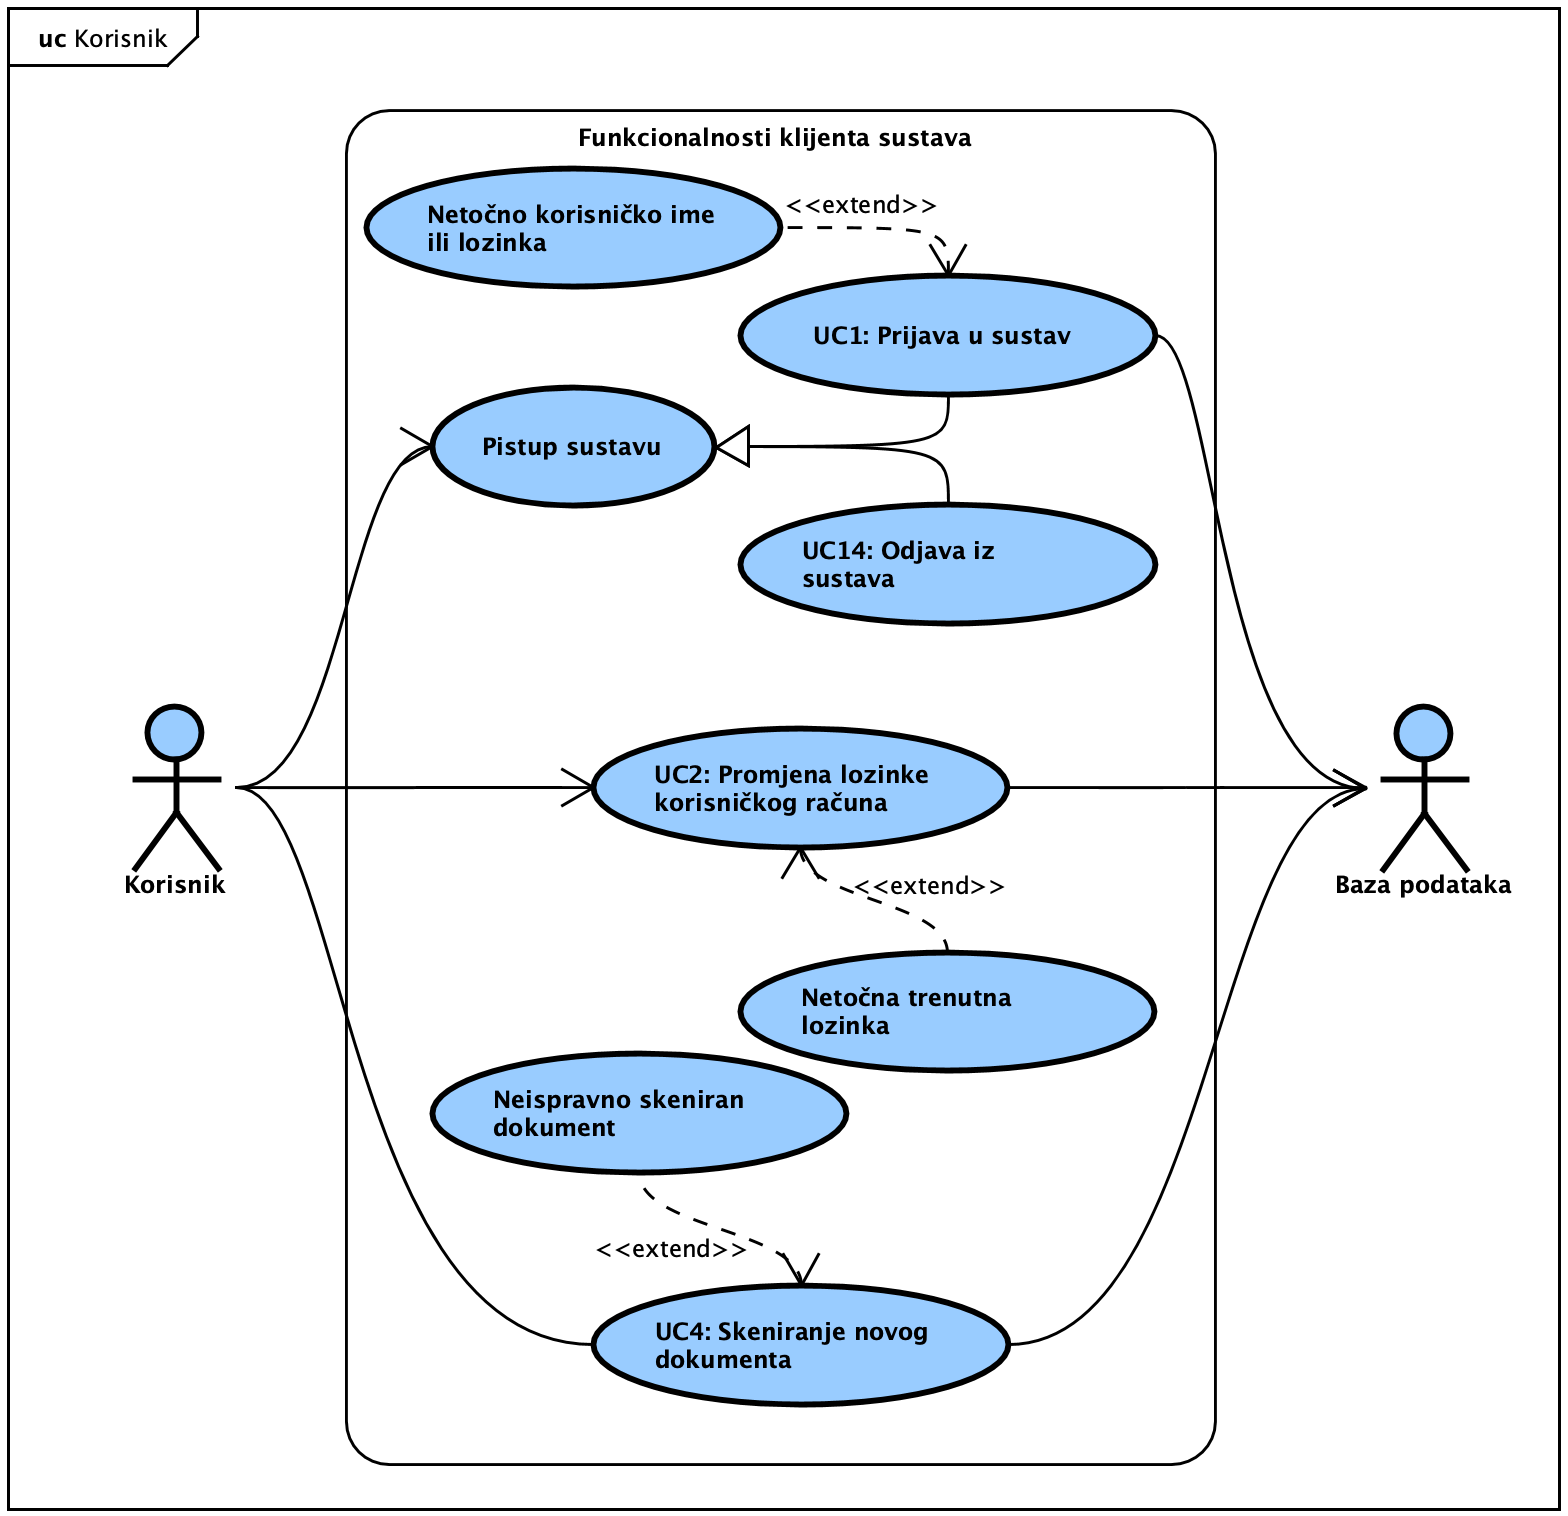 uc Korisnik
Funkcionalnosti klijenta sustava
Netočno korisničko ime
ili lozinka
<<extend>>
UC1: Prijava u sustav
Pistup sustavu
UC14: Odjava iz
sustava
UC2: Promjena lozinke
korisničkog računa
Korisnik
Baza podataka
<<extend>>
Netočna trenutna
lozinka
Neispravno skeniran
dokument
<<extend>>
UC4: Skeniranje novog
dokumenta